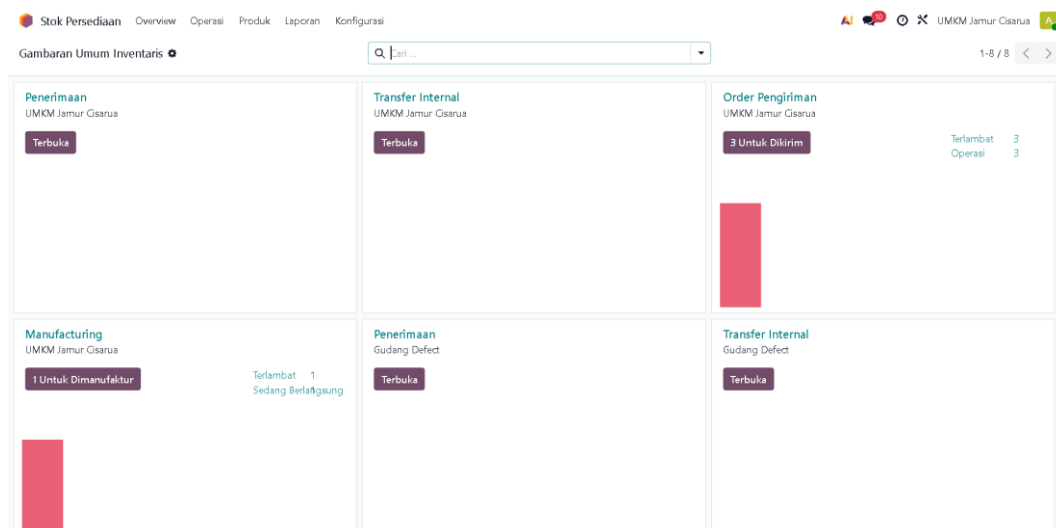 Stok Persediaan Overview Operasi Produk Laporan Konfigurasi AI 10 UMKM Jamur Cisarua A
Gambaran Umum Inventaris Cari ... 1-8 / 8
Penerimaan
UMKM Jamur Cisarua
Terbuka
Transfer Internal
UMKM Jamur Cisarua
Terbuka
Order Pengiriman
UMKM Jamur Cisarua
3 Untuk Dikirim
Terlambat 3
Operasi 3
Manufacturing
UMKM Jamur Cisarua
1 Untuk Dimanufaktur
Terlambat 1
Sedang Berlangsung
Penerimaan
Gudang Defect
Terbuka
Transfer Internal
Gudang Defect
Terbuka